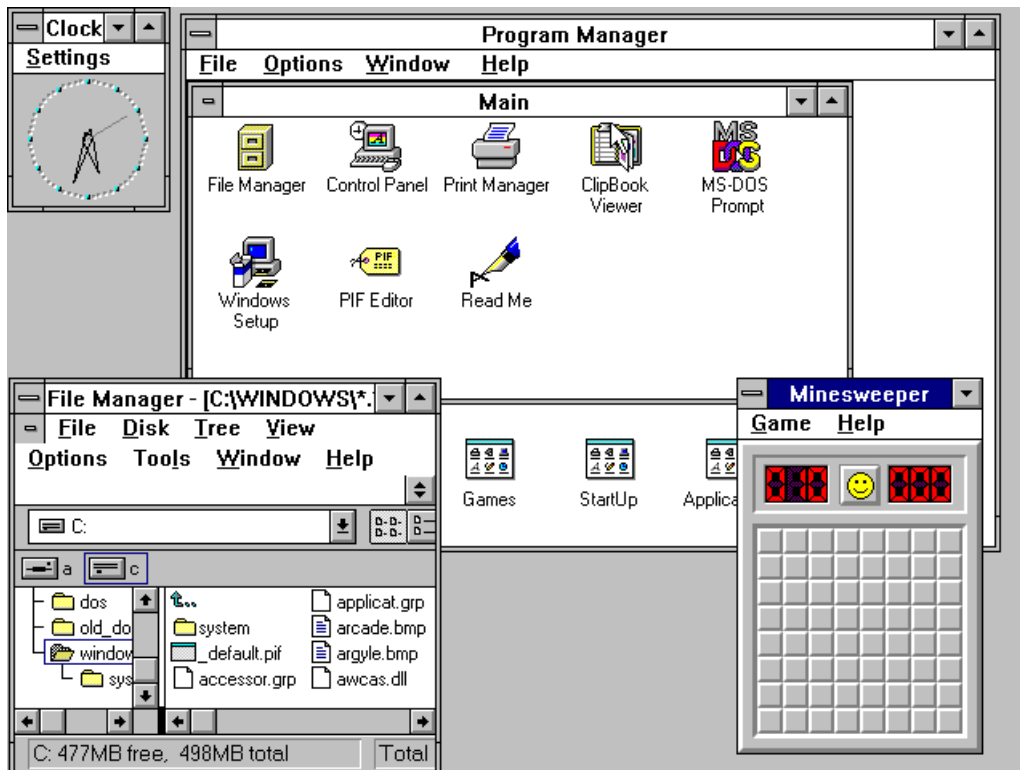 Clock
Settings
Program Manager
File Options Window Help
Main
File Manager
Control Panel
Print Manager
ClipBook
Viewer
MS-DOS
Prompt
MS
DOS
Windows
Setup
PIF
PIF Editor
Read Me
File Manager - [C:\WINDOWS\*.
File Disk Tree View
Options Tools Window Help
C:
a
c
dos
old_do
window
sys
system
_default.pif
accessor.grp
applicat.grp
arcade.bmp
argyle.bmp
awcas.dll
C: 477MB free, 498MB total
Total
Games
StartUp
Applica
Minesweeper
Game Help